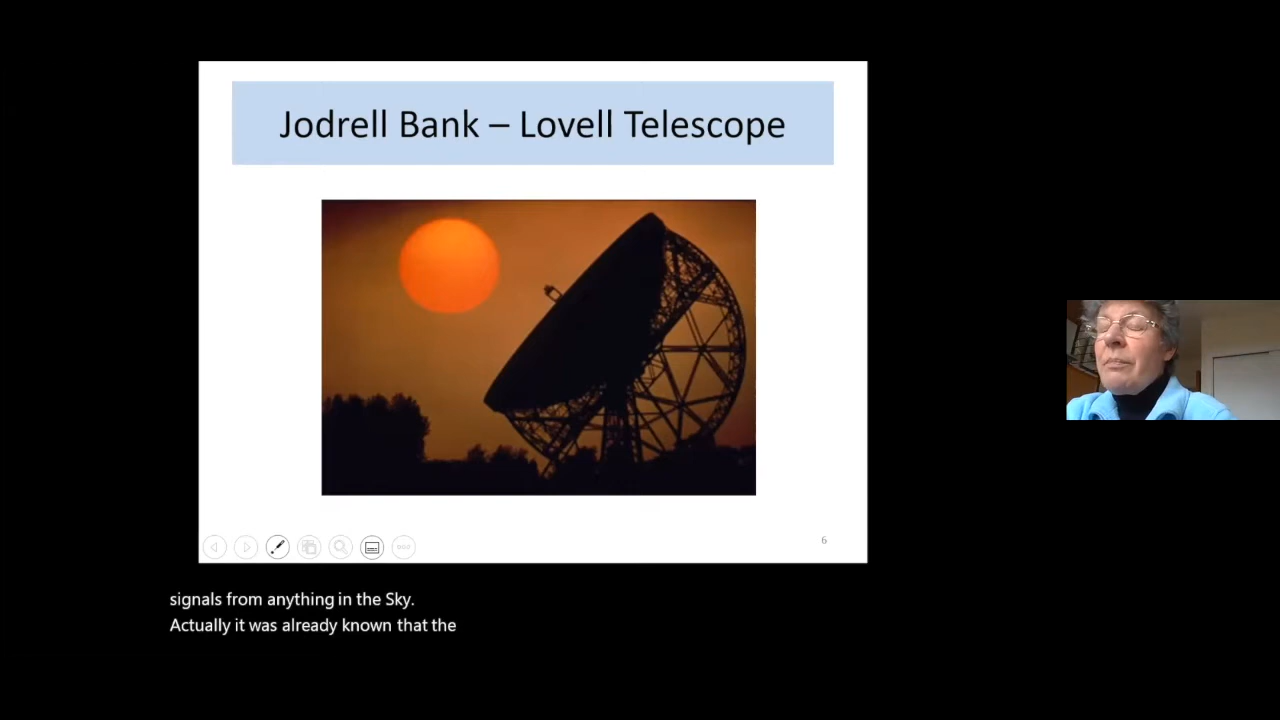 Jodrell Bank – Lovell Telescope
6
signals from anything in the Sky.
Actually it was already known that the